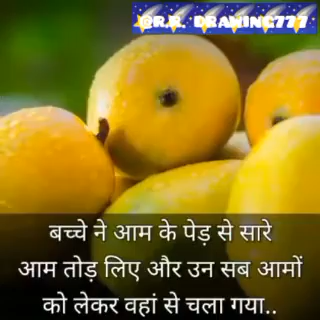 @R.R. DRAWING777
बच्चे ने आम के पेड़ से सारे
आम तोड़ लिए और उन सब आमों
को लेकर वहां से चला गया..